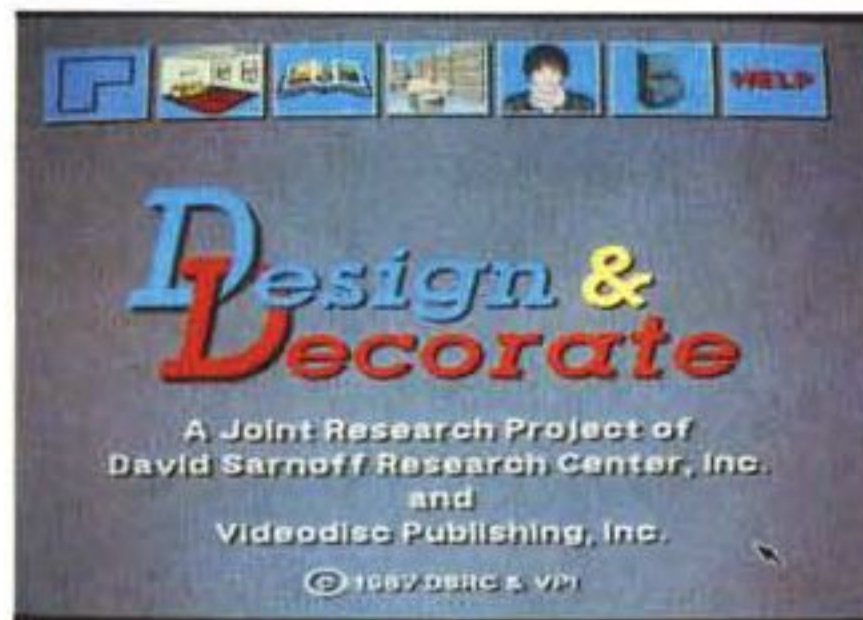 HELP
Design &
Decorate
A Joint Research Project of
David Sarnoff Research Center, Inc.
and
Videodisc Publishing, Inc.
© 1987 DSRC & VPI